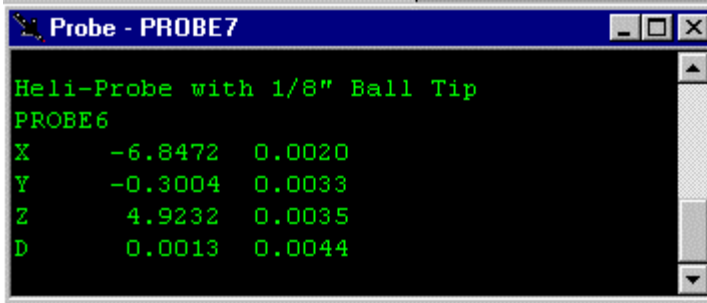 Probe - PROBE7
Heli-Probe with 1/8" Ball Tip
PROBE6
X -6.8472 0.0020
Y -0.3004 0.0033
Z 4.9232 0.0035
D 0.0013 0.0044